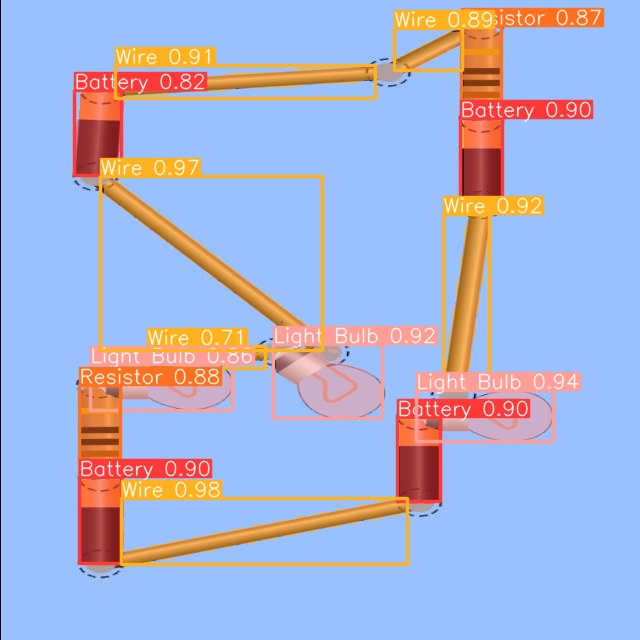 Wire 0.89
istor 0.87
Wire 0.91
Battery 0.82
Battery 0.90
Wire 0.97
Wire 0.92
Wire 0.71
Light Bulb 0.92
Light Bulb 0.86
Resistor 0.88
Light Bulb 0.94
Battery 0.90
Battery 0.90
Wire 0.98